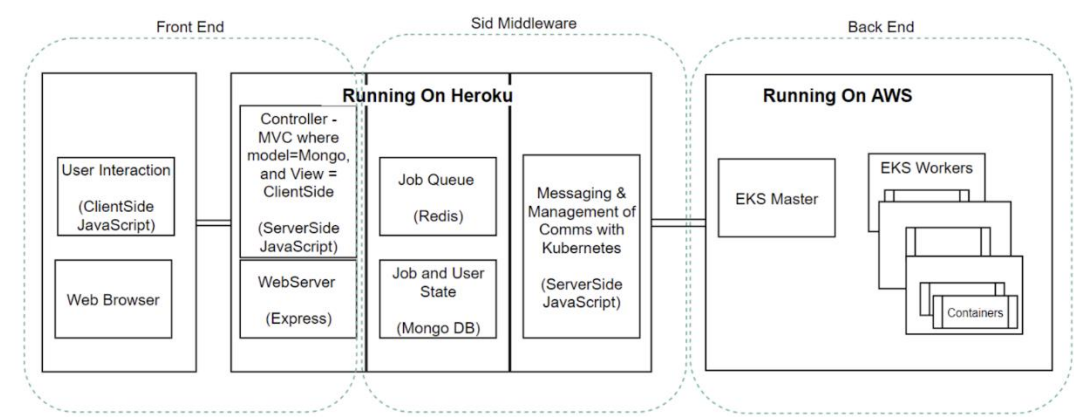 Front End
Sid Middleware
Back End
Running On Heroku
Running On AWS
User Interaction
(ClientSide
JavaScript)
Web Browser
Controller -
MVC where
model=Mongo,
and View =
ClientSide
(ServerSide
JavaScript)
WebServer
(Express)
Job Queue
(Redis)
Job and User
State
(Mongo DB)
Messaging &
Management of
Comms with
Kubernetes
(ServerSide
JavaScript)
EKS Master
EKS Workers
Containers